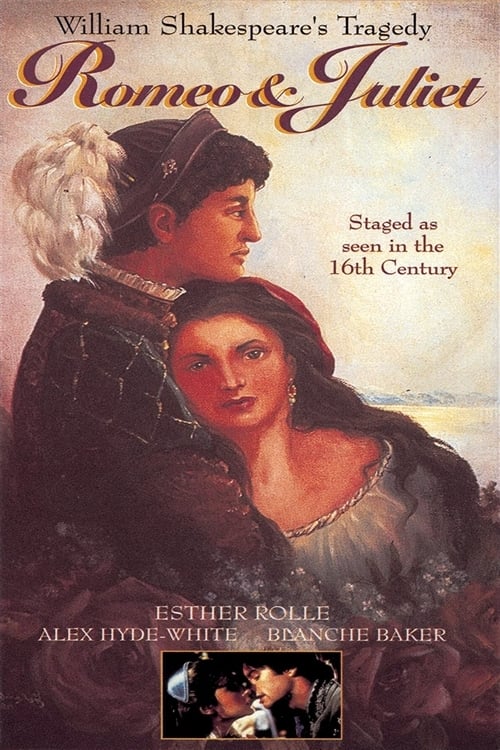 William Shakespeare's Tragedy
Romeo & Juliet
Staged as
seen in the
16th Century
ESTHER ROLLE
ALEX HYDE-WHITE BLANCHE BAKER